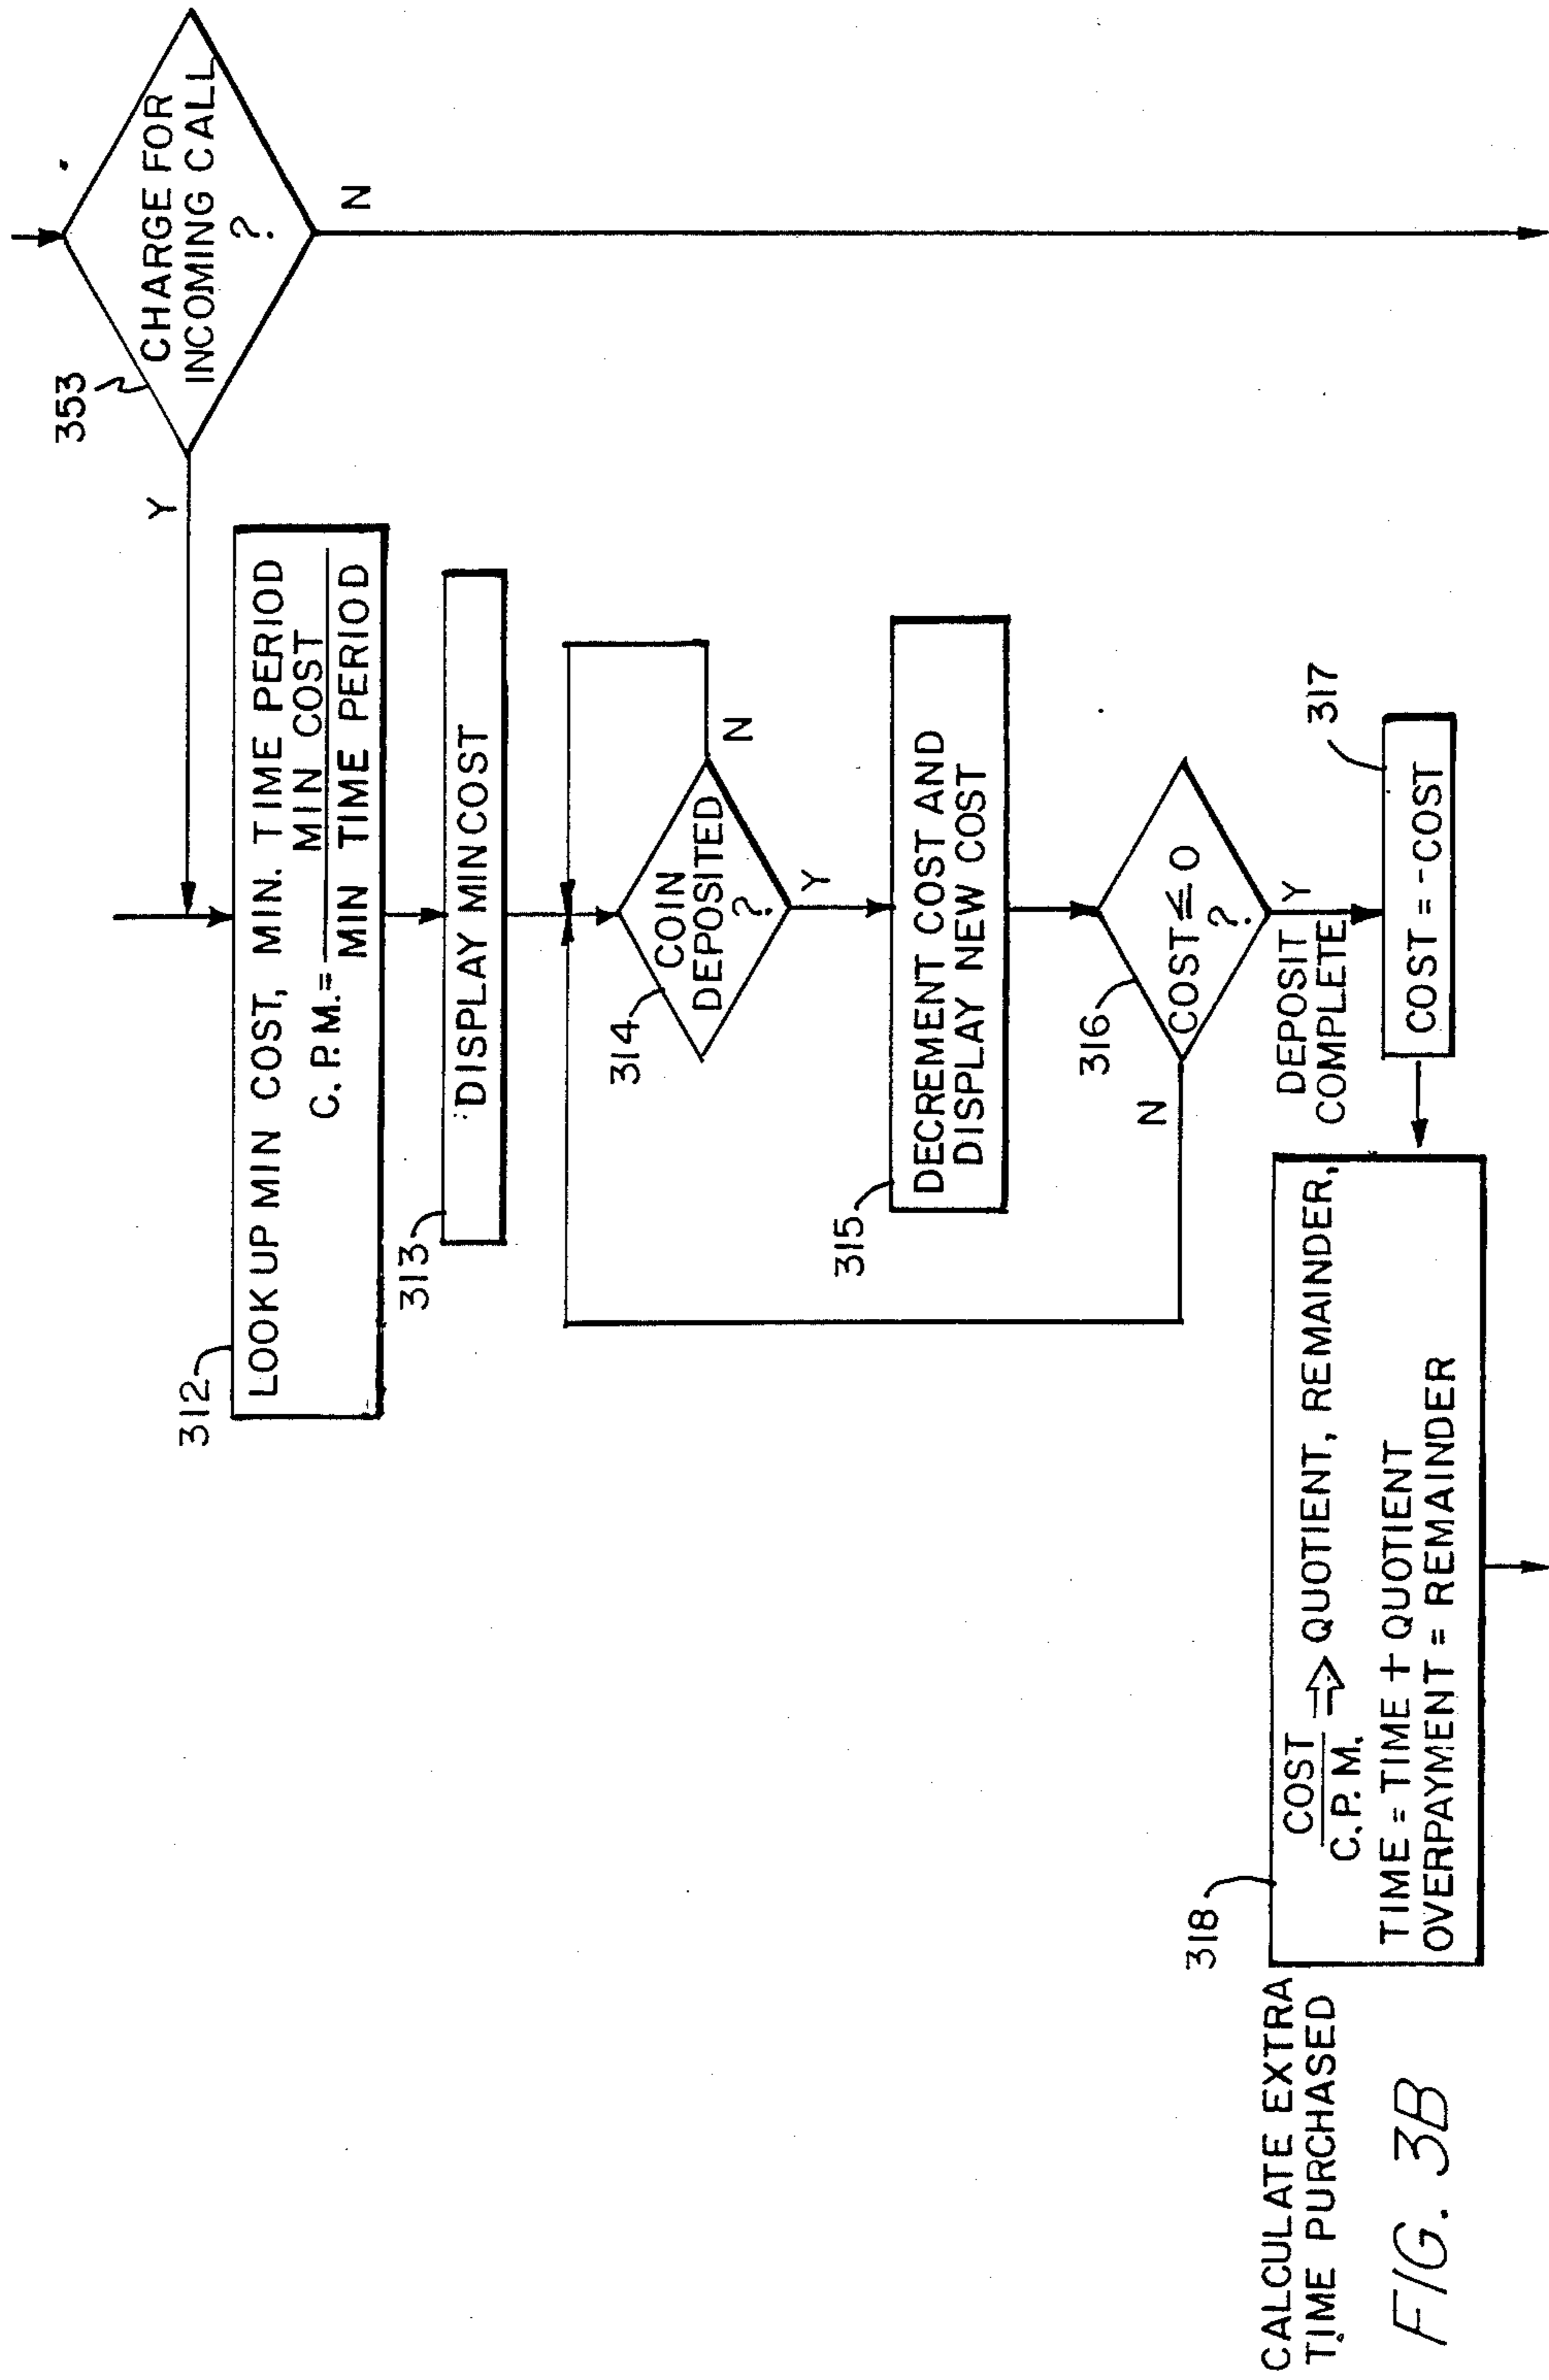 353
CHARGE FOR
INCOMING CALL
?
Y
N
312
LOOK UP MIN COST, MIN. TIME PERIOD
C.P.M. = MIN COST
MIN TIME PERIOD
313
DISPLAY MIN COST
314
COIN
DEPOSITED
?
N
Y
315
DECREMENT COST AND
DISPLAY NEW COST
316
COST ≤ 0
?
N
Y
DEPOSIT
COMPLETE
317
COST = -COST
318
COST
C.P.M. ⇒ QUOTIENT, REMAINDER,
TIME = TIME + QUOTIENT
OVERPAYMENT = REMAINDER
CALCULATE EXTRA
TIME PURCHASED
FIG. 3B